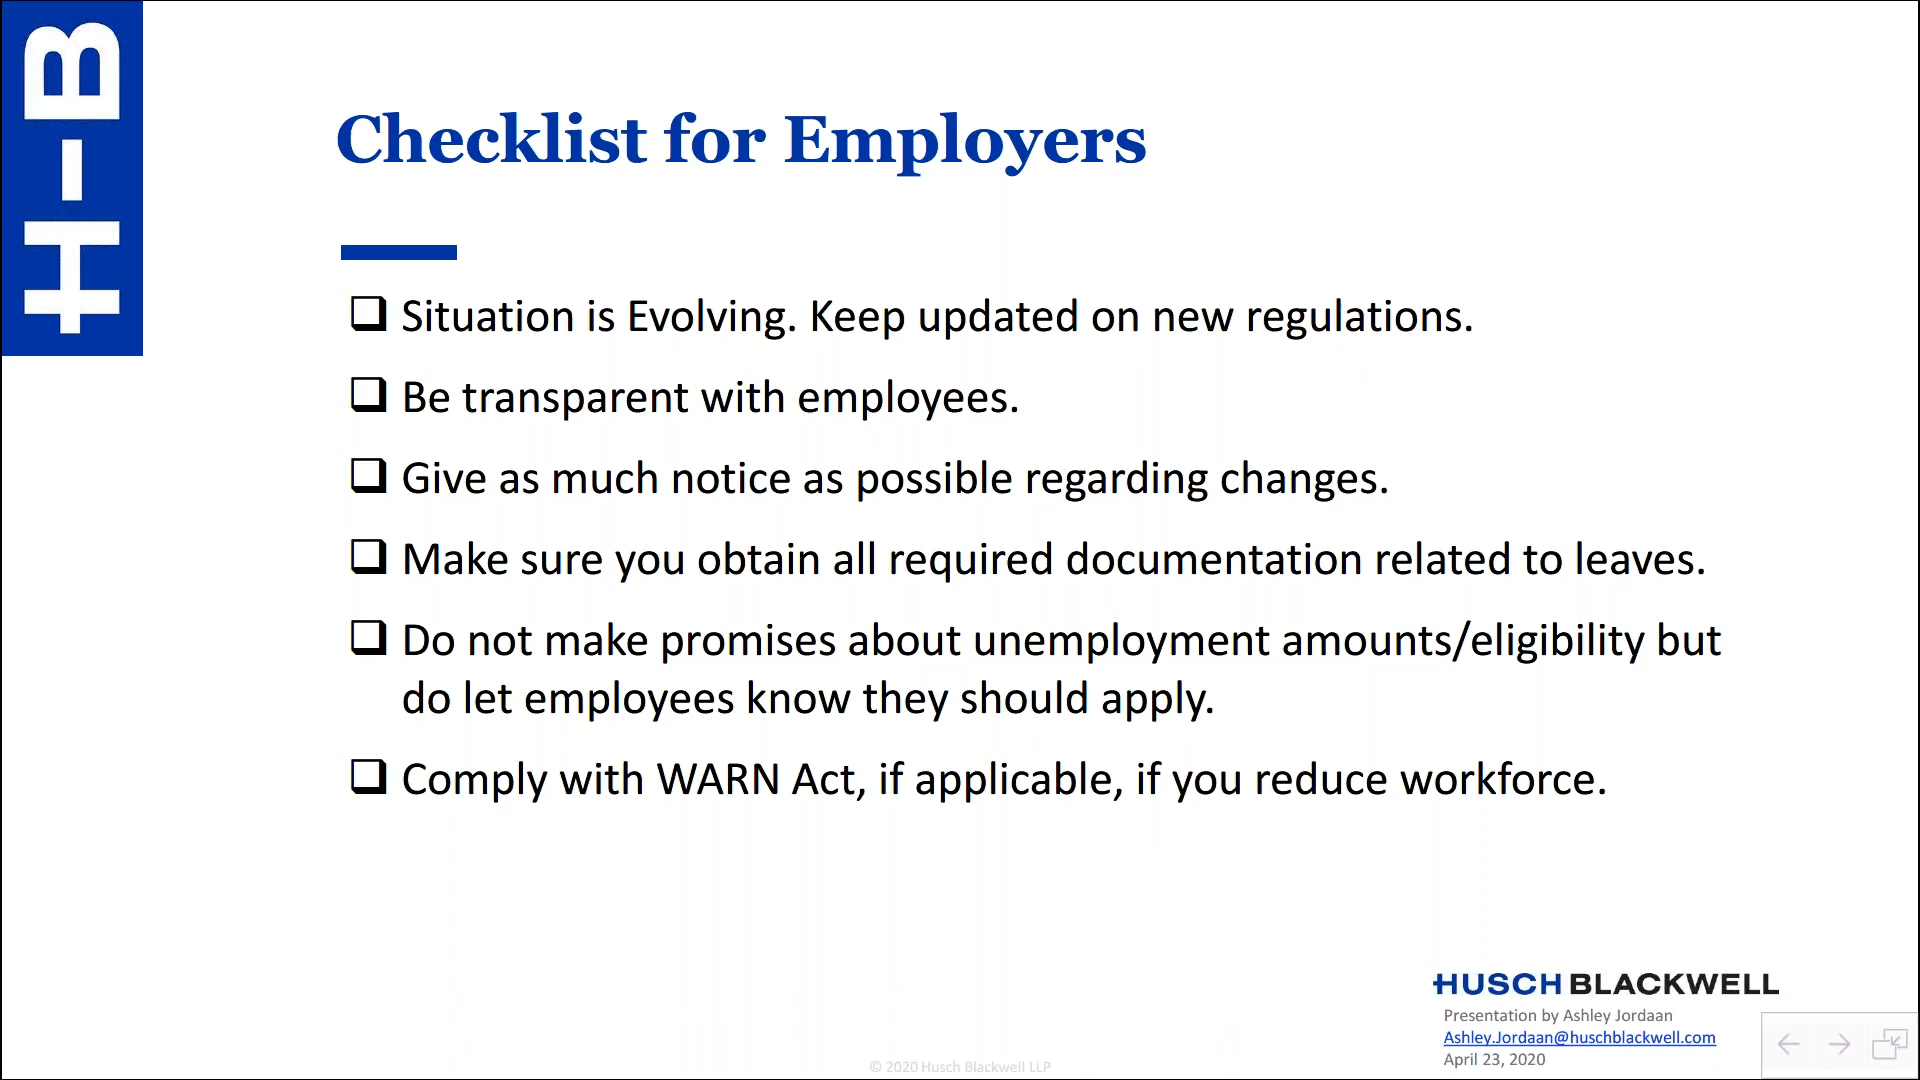 H-B
Checklist for Employers
Situation is Evolving. Keep updated on new regulations.
Be transparent with employees.
Give as much notice as possible regarding changes.
Make sure you obtain all required documentation related to leaves.
Do not make promises about unemployment amounts/eligibility but
do let employees know they should apply.
Comply with WARN Act, if applicable, if you reduce workforce.
HUSCH BLACKWELL
Presentation by Ashley Jordaan
Ashley.Jordaan@huschblackwell.com
April 23, 2020
© 2020 Husch Blackwell LLP